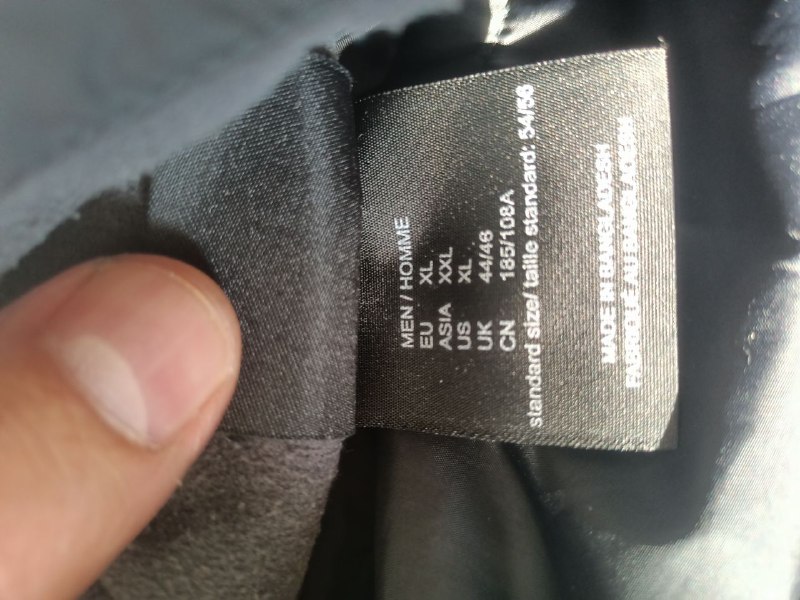 MEN / HOMME
EU XL
ASIA XXL
US XL
UK 44/46
CN 185/108A
standard size/ taille standard: 54/56
MADE IN BANGLADESH
FABRIQUÉ AU BANGLADESH